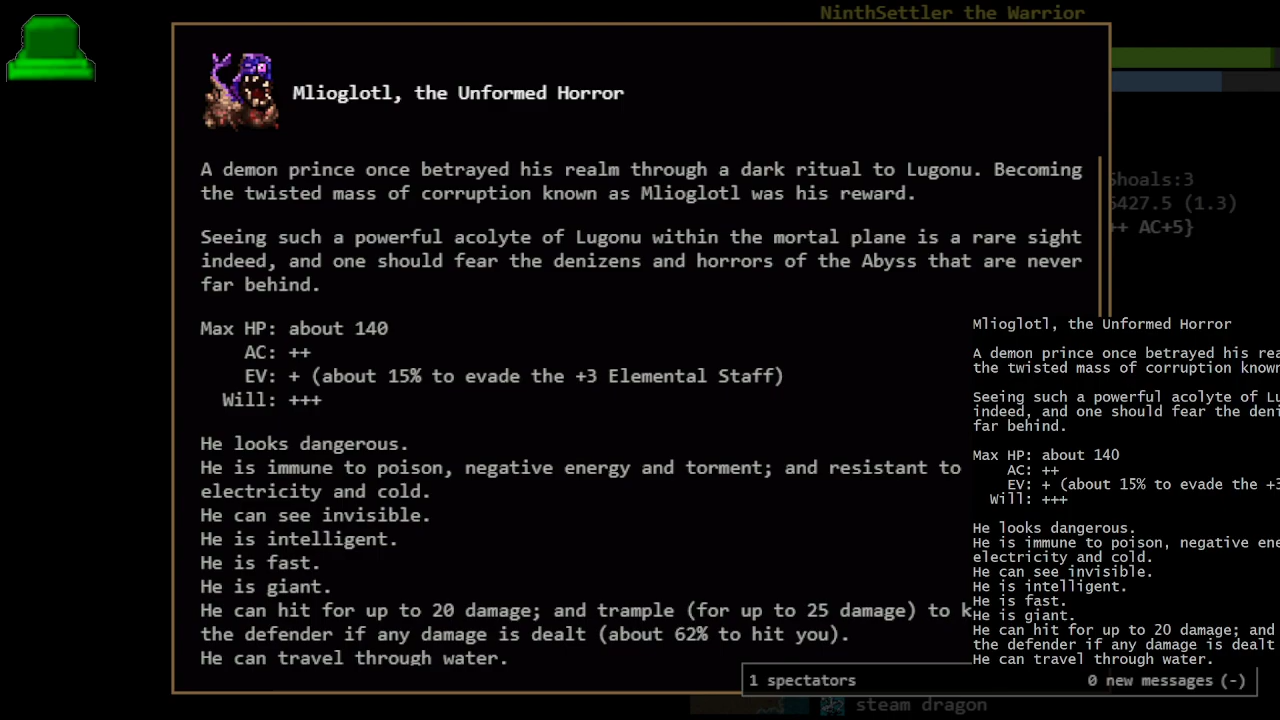 NinthSettler the Warrior
Mlioglotl, the Unformed Horror
A demon prince once betrayed his realm through a dark ritual to Lugonu. Becoming
the twisted mass of corruption known as Mlioglotl was his reward.
Seeing such a powerful acolyte of Lugonu within the mortal plane is a rare sight
indeed, and one should fear the denizens and horrors of the Abyss that are never
far behind.
Max HP: about 140
AC: ++
EV: + (about 15% to evade the +3 Elemental Staff)
Will: +++
He looks dangerous.
He is immune to poison, negative energy and torment; and resistant to
electricity and cold.
He can see invisible.
He is intelligent.
He is fast.
He is giant.
He can hit for up to 20 damage; and trample (for up to 25 damage) to k
the defender if any damage is dealt (about 62% to hit you).
He can travel through water.
Shoals:3
6427.5 (1.3)
++ AC+5}
Mlioglotl, the Unformed Horror
A demon prince once betrayed his rea
the twisted mass of corruption known
Seeing such a powerful acolyte of Lu
indeed, and one should fear the deni
far behind.
Max HP: about 140
AC: ++
EV: + (about 15% to evade the +3
Will: +++
He looks dangerous.
He is immune to poison, negative ene
electricity and cold.
He can see invisible.
He is intelligent.
He is fast.
He is giant.
He can hit for up to 20 damage; and
the defender if any damage is dealt
He can travel through water.
1 spectators
0 new messages (-)
steam dragon